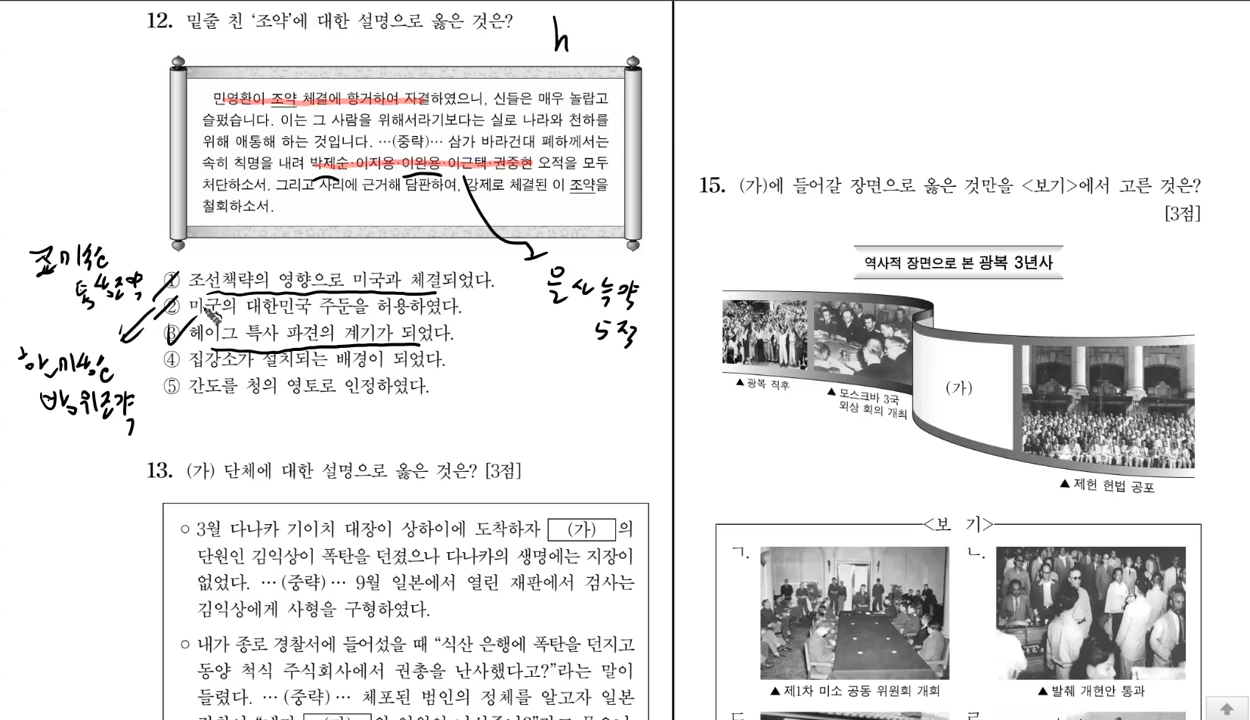 12. 밑줄 친 '조약'에 대한 설명으로 옳은 것은?
민영환이 조약 체결에 항거하여 자결하였으니, 신들은 매우 놀랍고
슬펐습니다. 이는 그 사람을 위해서라기보다는 실로 나라와 천하를
위해 애통해 하는 것입니다. …(중략)… 삼가 바라건대 폐하께서는
속히 칙명을 내려 박제순·이지용·이완용·이근택·권중현 오적을 모두
처단하소서. 그리고 사리에 근거해 담판하여, 강제로 체결된 이 조약을
철회하소서.
조미수호
통상조약
① 조선책략의 영향으로 미국과 체결되었다.
② 미군의 대한민국 주둔을 허용하였다.
③ 헤이그 특사 파견의 계기가 되었다.
④ 집강소가 설치되는 배경이 되었다.
⑤ 간도를 청의 영토로 인정하였다.
을사늑약
5적
한미상호
방위조약
13. (가) 단체에 대한 설명으로 옳은 것은? [3점]
○ 3월 다나카 기이치 대장이 상하이에 도착하자 (가) 의
단원인 김익상이 폭탄을 던졌으나 다나카의 생명에는 지장이
없었다. … (중략) … 9월 일본에서 열린 재판에서 검사는
김익상에게 사형을 구형하였다.
○ 내가 종로 경찰서에 들어섰을 때 “식산 은행에 폭탄을 던지고
동양 척식 주식회사에서 권총을 난사했다고?”라는 말이
들렸다. … (중략) … 체포된 범인의 정체를 알고자 일본
15. (가)에 들어갈 장면으로 옳은 것만을 <보기>에서 고른 것은?
[3점]
역사적 장면으로 본 광복 3년사
▲ 광복 직후
▲ 모스크바 3국
외상 회의 개최
(가)
▲ 제헌 헌법 공포
<보 기>
ㄱ.
ㄴ.
▲ 제1차 미소 공동 위원회 개회
▲ 발췌 개헌안 통과